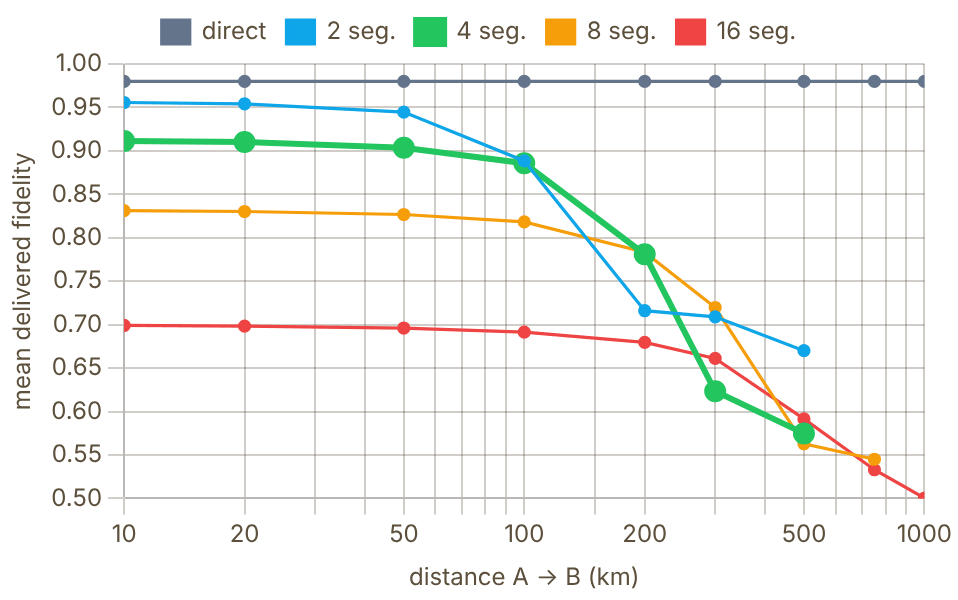 direct 2 seg. 4 seg. 8 seg. 16 seg.
1.00
0.95
0.90
0.85
0.80
0.75
0.70
0.65
0.60
0.55
0.50
mean delivered fidelity
10 20 50 100 200 500 1000
distance A → B (km)